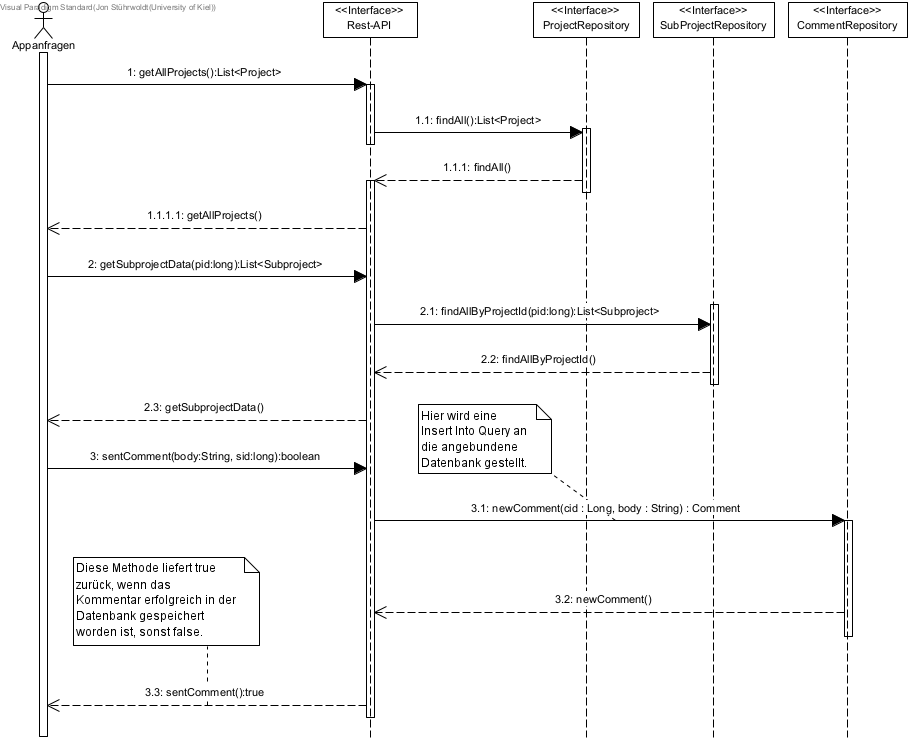 Visual Paradigm Standard(Jon Stührwoldt(University of Kiel))
<<Interface>>
Rest-API
<<Interface>>
ProjectRepository
<<Interface>>
SubProjectRepository
<<Interface>>
CommentRepository
Appanfragen
1: getAllProjects():List<Project>
1.1: findAll():List<Project>
1.1.1: findAll()
1.1.1.1: getAllProjects()
2: getSubprojectData(pid:long):List<Subproject>
2.1: findAllByProjectId(pid:long):List<Subproject>
2.2: findAllByProjectId()
2.3: getSubprojectData()
Hier wird eine
Insert Into Query an
die angebundene
Datenbank gestellt.
3: sentComment(body:String, sid:long):boolean
3.1: newComment(cid : Long, body : String) : Comment
Diese Methode liefert true
zurück, wenn das
Kommentar erfolgreich in der
Datenbank gespeichert
worden ist, sonst false.
3.2: newComment()
3.3: sentComment():true